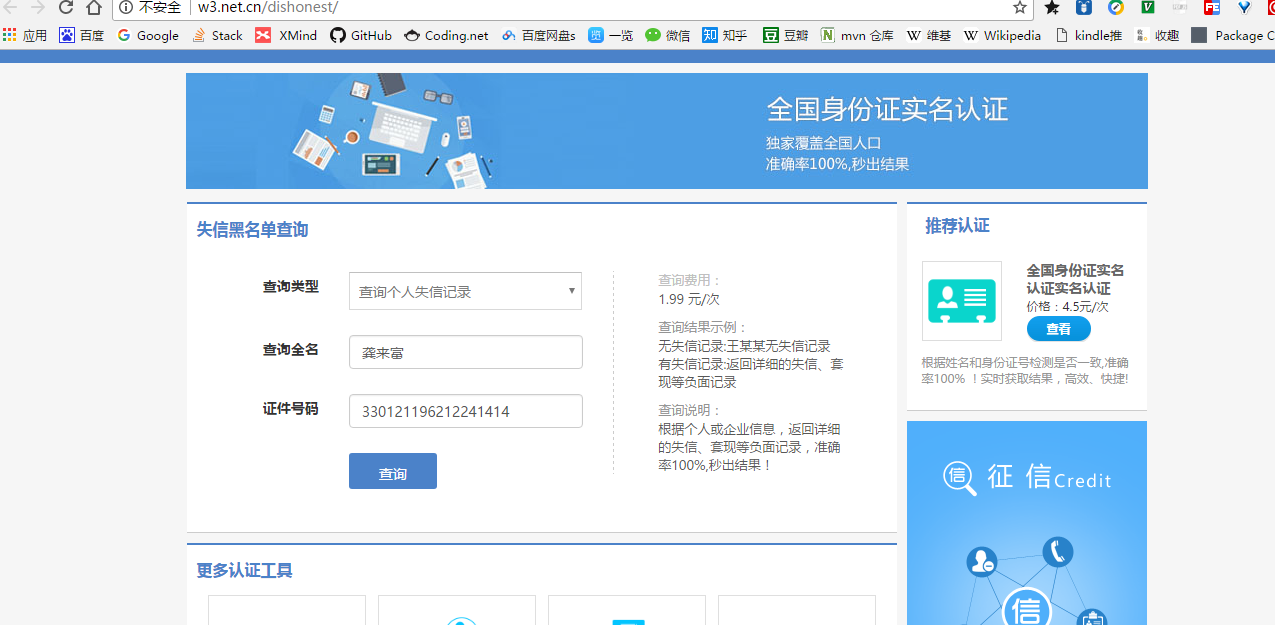 不安全 w3.net.cn/dishonest/
应用 百度 Google Stack XMind GitHub Coding.net 百度网盘s 一览 微信 知乎 豆瓣 mvn 仓库 维基 Wikipedia kindle推 收趣 Package C
全国身份证实名认证
独家覆盖全国人口
准确率100%,秒出结果
失信黑名单查询
查询类型 查询个人失信记录
查询全名 龚来富
证件号码 330121196212241414
查询
查询费用：
1.99 元/次
查询结果示例：
无失信记录:王某某无失信记录
有失信记录:返回详细的失信、套
现等负面记录
查询说明：
根据个人或企业信息，返回详细
的失信、套现等负面记录，准确
率100%,秒出结果！
推荐认证
全国身份证实名
认证实名认证
价格：4.5元/次
查看
根据姓名和身份证号检测是否一致,准确
率100% ！实时获取结果，高效、快捷!
信 征 信Credit
信
更多认证工具